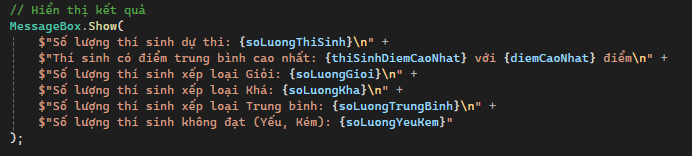 // Hiển thị kết quả
MessageBox.Show(
$"Số lượng thí sinh dự thi: {soLuongThiSinh}\n" +
$"Thí sinh có điểm trung bình cao nhất: {thiSinhDiemCaoNhat} với {diemCaoNhat} điểm\n" +
$"Số lượng thí sinh xếp loại Giỏi: {soLuongGioi}\n" +
$"Số lượng thí sinh xếp loại Khá: {soLuongKha}\n" +
$"Số lượng thí sinh xếp loại Trung bình: {soLuongTrungBinh}\n" +
$"Số lượng thí sinh không đạt (Yếu, Kém): {soLuongYeuKem}"
);